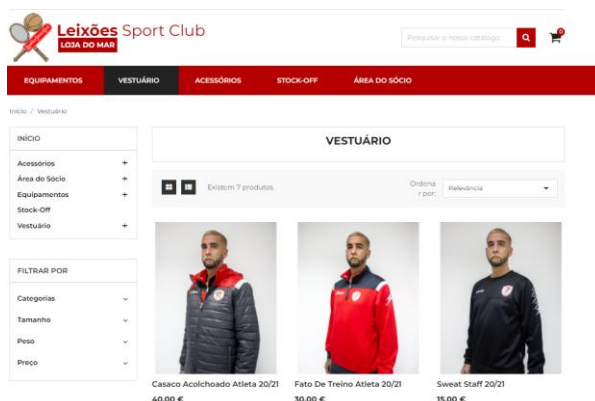 Leixões Sport Club
LOJA DO MAR
Pesquisar o nosso catálogo
0
EQUIPAMENTOS VESTUÁRIO ACESSÓRIOS STOCK-OFF ÁREA DO SÓCIO
Início / Vestuário
INÍCIO
Acessórios +
Área do Sócio +
Equipamentos +
Stock-Off
Vestuário +
FILTRAR POR
Categorias
Tamanho
Peso
Preço
VESTUÁRIO
Existem 7 produtos.
Ordena
r por:
Relevância
Casaco Acolchoado Atleta 20/21
40,00 €
Fato De Treino Atleta 20/21
30,00 €
Sweat Staff 20/21
15,00 €